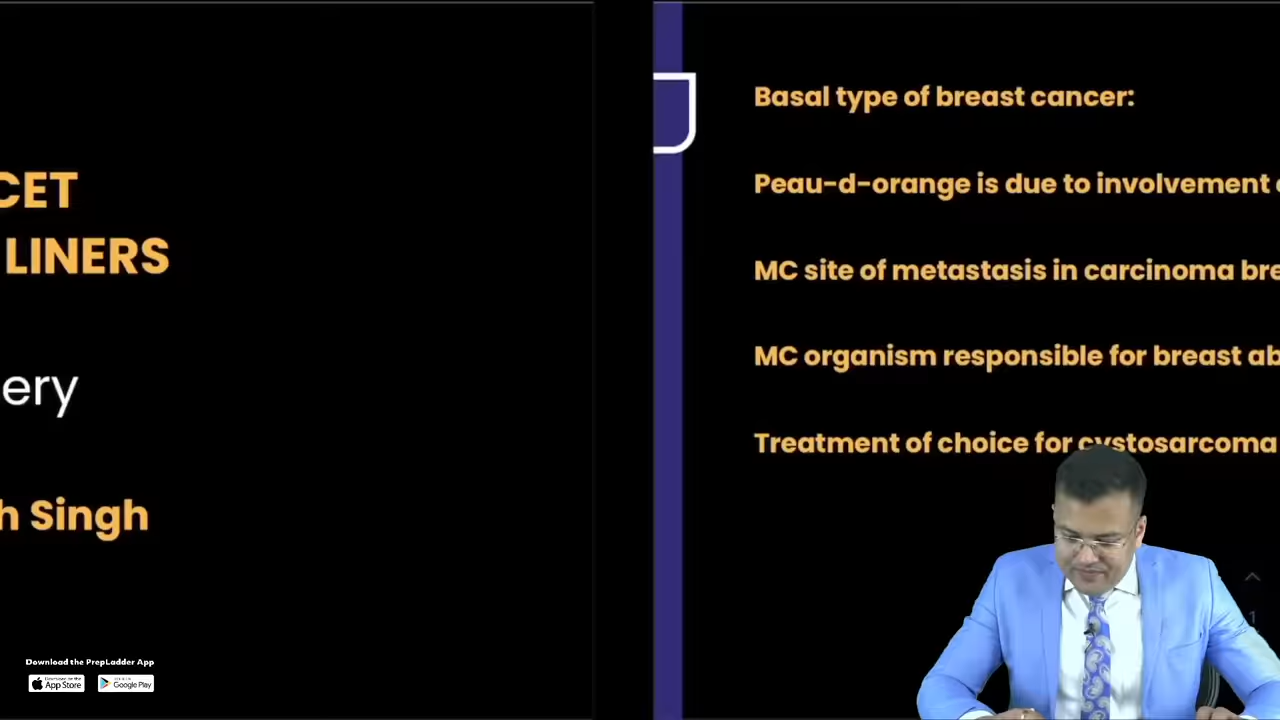 CET
LINERS
ery
h Singh
Download the PrepLadder App
App Store
Google Play
Basal type of breast cancer:
Peau-d-orange is due to involvement
MC site of metastasis in carcinoma bre
MC organism responsible for breast ab
Treatment of choice for cystosarcoma
1